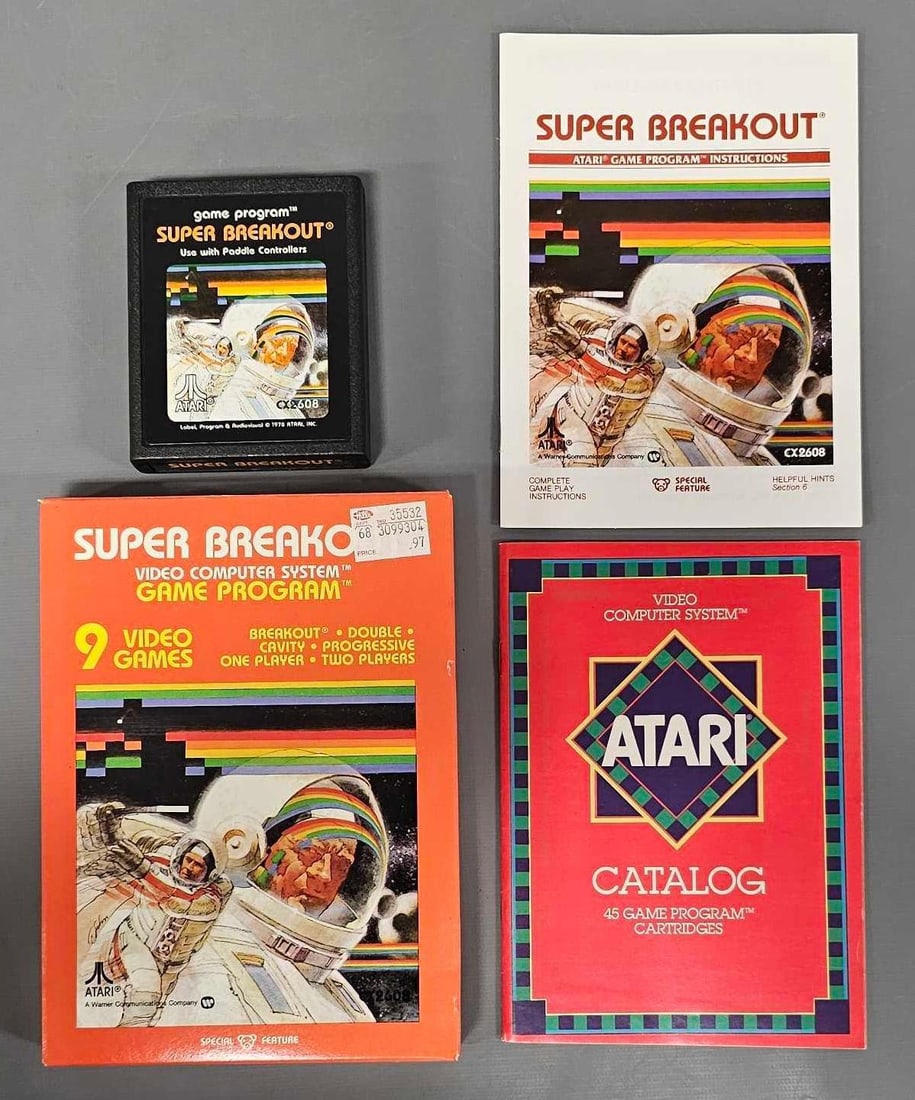 game program™
SUPER BREAKOUT®
Use with Paddle Controllers
ATARI®
CX2608
Label, Program & Audiovisual © 1978 ATARI, INC.
SUPER BREAKOUT
SUPER BREAKOUT®
ATARI® GAME PROGRAM™ INSTRUCTIONS
ATARI®
A Warner Communications Company
CX2608
COMPLETE
GAME PLAY
INSTRUCTIONS
SPECIAL
FEATURE
HELPFUL HINTS
Section 6
SUPER BREAKO
35532
68 3099304
PRICE .97
VIDEO COMPUTER SYSTEM™
GAME PROGRAM™
9 VIDEO
GAMES
BREAKOUT® • DOUBLE •
CAVITY • PROGRESSIVE
ONE PLAYER • TWO PLAYERS
ATARI®
A Warner Communications Company
CX2608
SPECIAL FEATURE
VIDEO
COMPUTER SYSTEM™
ATARI®
CATALOG
45 GAME PROGRAM™
CARTRIDGES